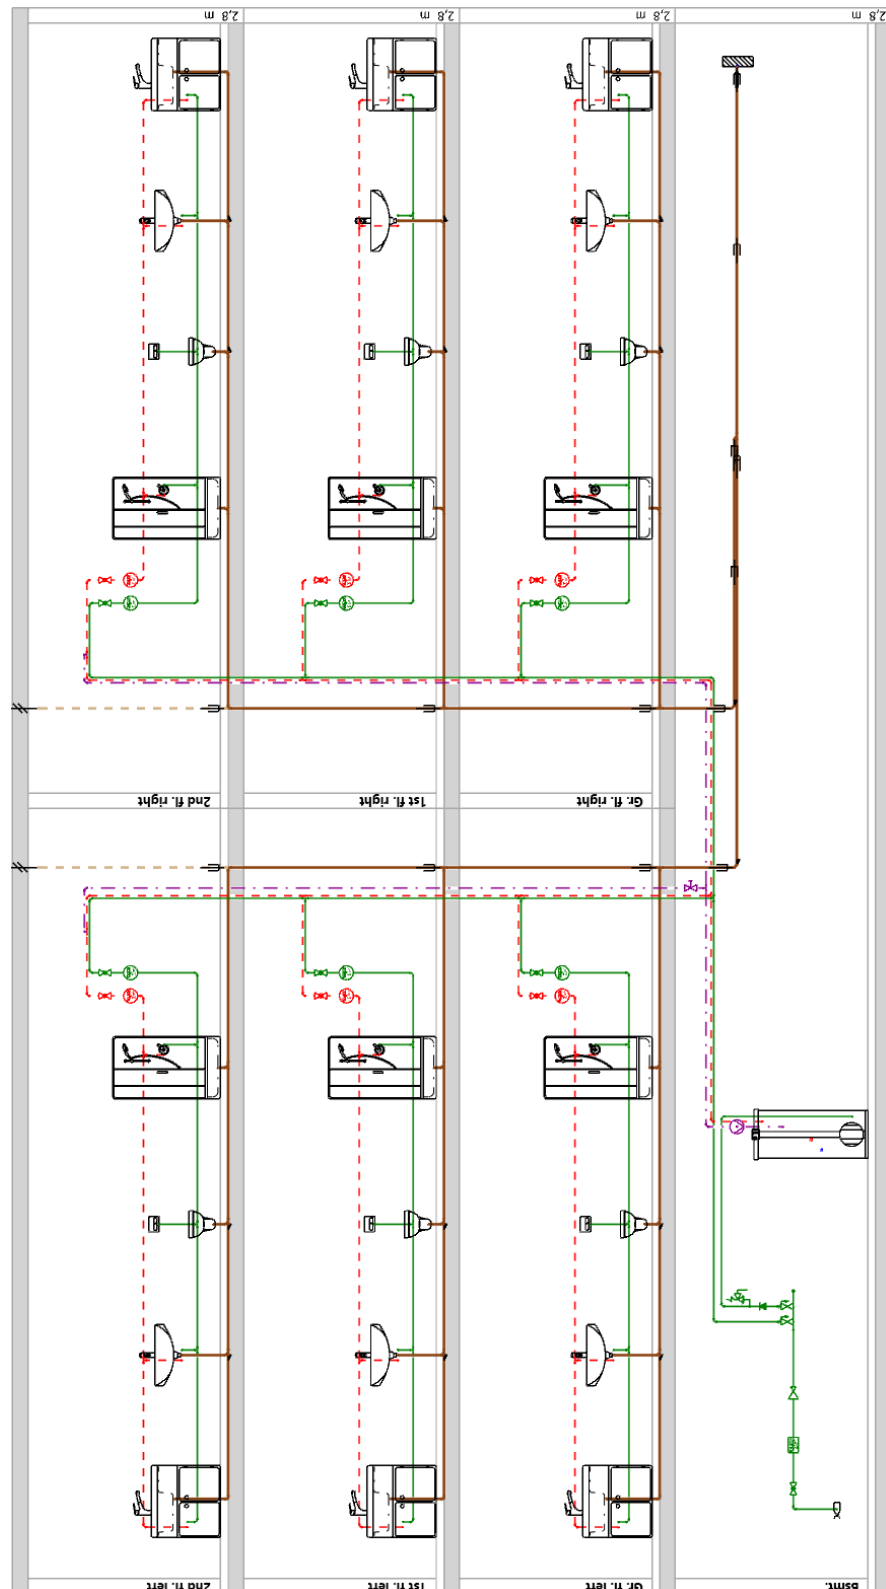 2,8 m
2,8 m
2,8 m
2,8 m
2nd fl. right
1st fl. right
Gr. fl. right
2nd fl. left
1st fl. left
Gr. fl. left
Bsmt.